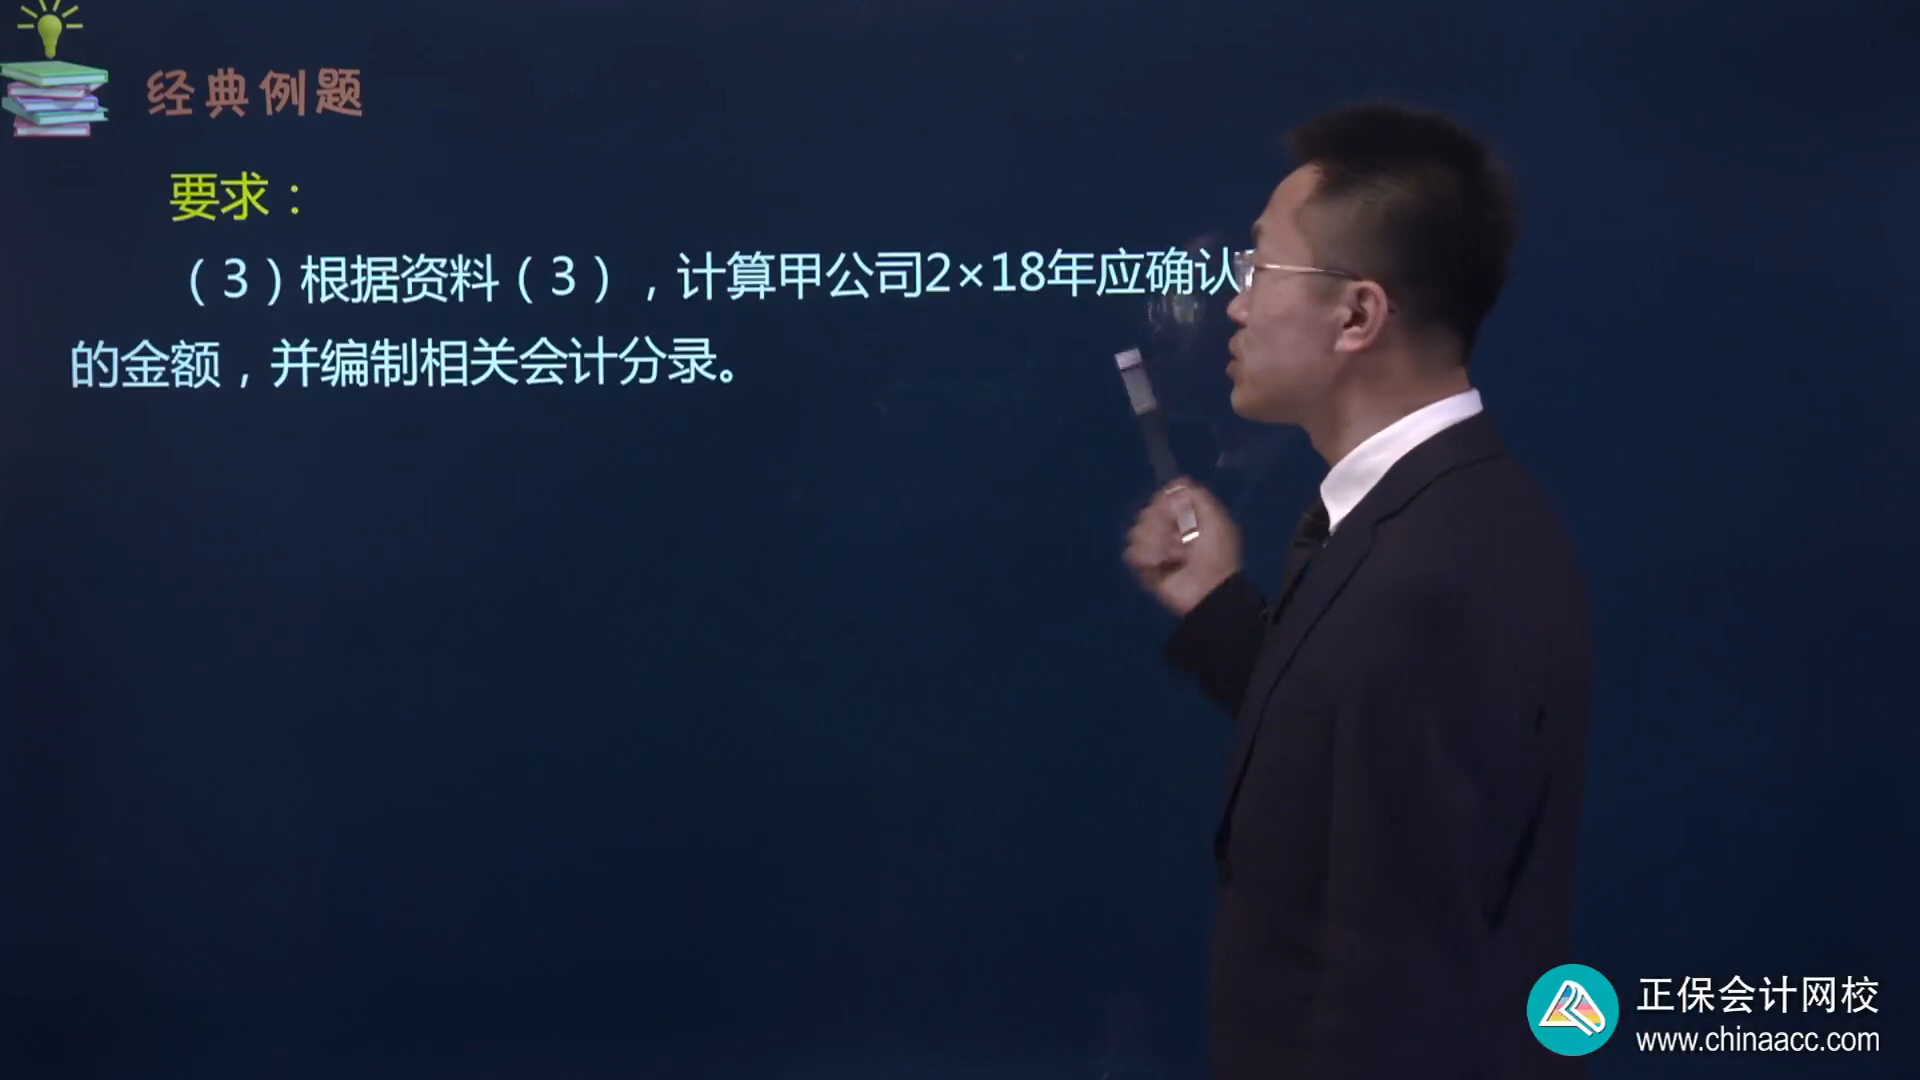 经典例题
要求：
（3）根据资料（3），计算甲公司2×18年应确认
的金额，并编制相关会计分录。
正保会计网校
www.chinaacc.com